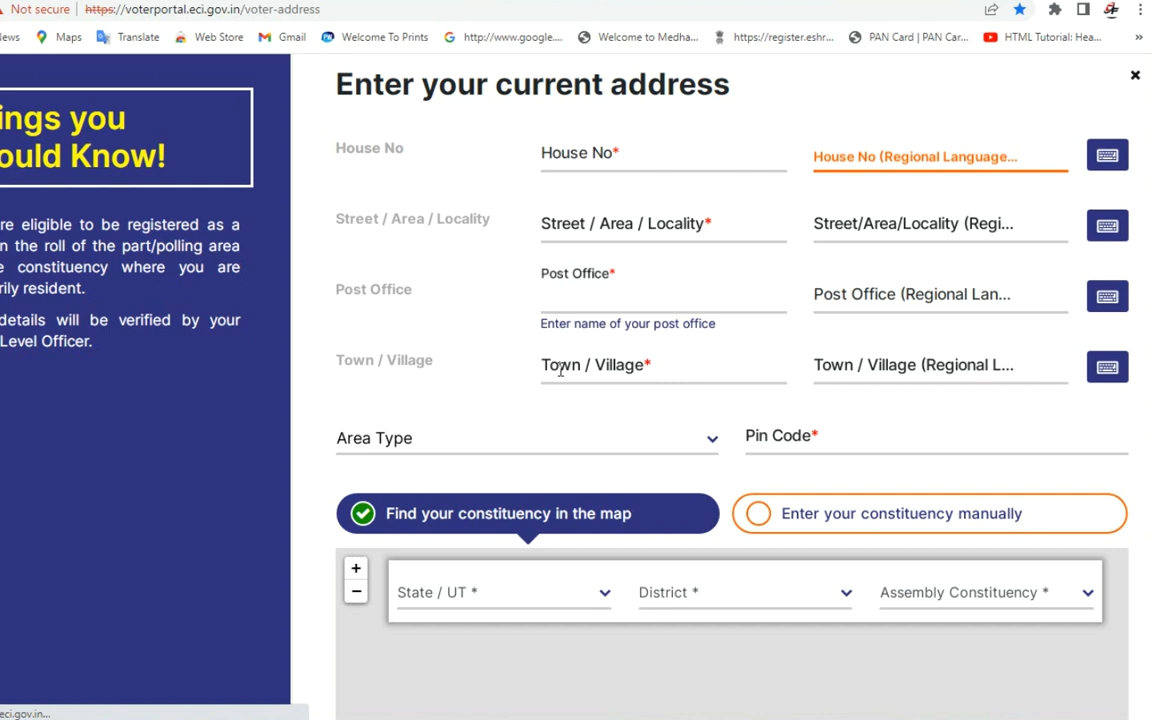 Not secure https://voterportal.eci.gov.in/voter-address
News Maps Translate Web Store Gmail Welcome To Prints http://www.google.... Welcome to Medha... https://register.eshr... PAN Card | PAN Car... HTML Tutorial: Hea... »
ings you
ould Know!
re eligible to be registered as a
n the roll of the part/polling area
e constituency where you are
rily resident.
details will be verified by your
Level Officer.
Enter your current address
House No House No* House No (Regional Language...
Street / Area / Locality Street / Area / Locality* Street/Area/Locality (Regi...
Post Office Post Office* Post Office (Regional Lan...
Enter name of your post office
Town / Village Town / Village* Town / Village (Regional L...
Area Type Pin Code*
Find your constituency in the map Enter your constituency manually
+
−
State / UT * District * Assembly Constituency *
eci.gov.in...